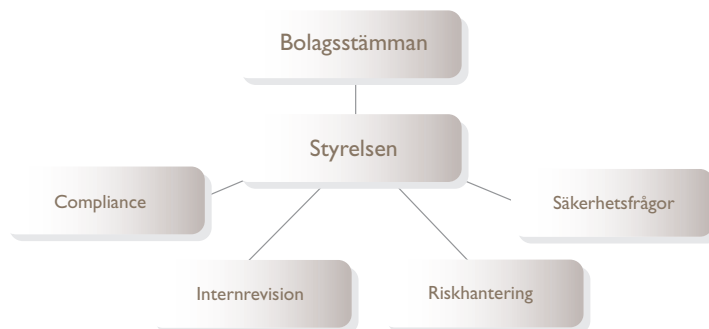 Bolagsstämman
Styrelsen
Compliance
Säkerhetsfrågor
Internrevision
Riskhantering